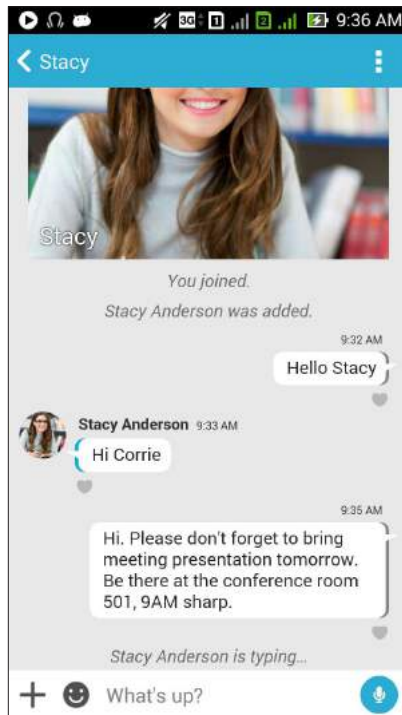 3G 1 2 9:36 AM
Stacy
Stacy
You joined.
Stacy Anderson was added.
9:32 AM
Hello Stacy
Stacy Anderson 9:33 AM
Hi Corrie
9:35 AM
Hi. Please don't forget to bring
meeting presentation tomorrow.
Be there at the conference room
501, 9AM sharp.
Stacy Anderson is typing...
What's up?